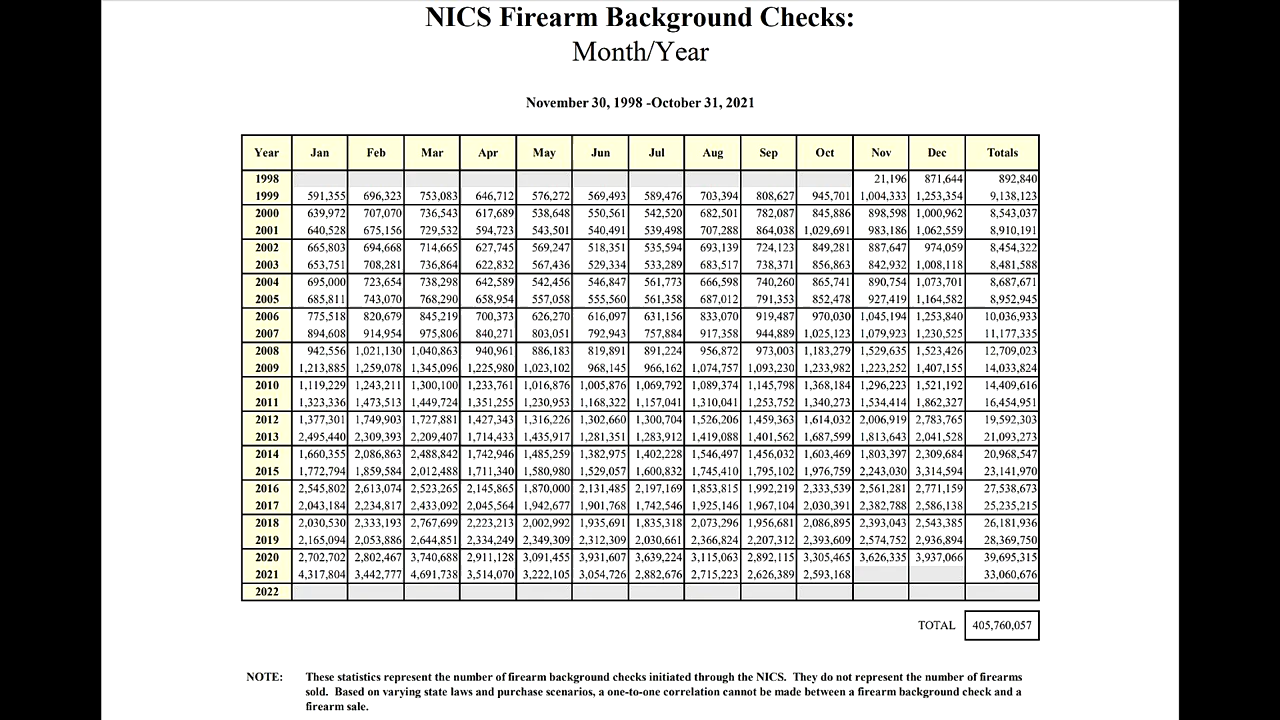 NICS Firearm Background Checks:
Month/Year
November 30, 1998 -October 31, 2021
Year Jan Feb Mar Apr May Jun Jul Aug Sep Oct Nov Dec Totals
1998 21,196 871,644 892,840
1999 591,355 696,323 753,083 646,712 576,272 569,493 589,476 703,394 808,627 945,701 1,004,333 1,253,354 9,138,123
2000 639,972 707,070 736,543 617,689 538,648 550,561 542,520 682,501 782,087 845,886 898,598 1,000,962 8,543,037
2001 640,528 675,156 729,532 594,723 543,501 540,491 539,498 707,288 864,038 1,029,691 983,186 1,062,559 8,910,191
2002 665,803 694,668 714,665 627,745 569,247 518,351 535,594 693,139 724,123 849,281 887,647 974,059 8,454,322
2003 653,751 708,281 736,864 622,832 567,436 529,334 533,289 683,517 738,371 856,863 842,932 1,008,118 8,481,588
2004 695,000 723,654 738,298 642,589 542,456 546,847 561,773 666,598 740,260 865,741 890,754 1,073,701 8,687,671
2005 685,811 743,070 768,290 658,954 557,058 555,560 561,358 687,012 791,353 852,478 927,419 1,164,582 8,952,945
2006 775,518 820,679 845,219 700,373 626,270 616,097 631,156 833,070 919,487 970,030 1,045,194 1,253,840 10,036,933
2007 894,608 914,954 975,806 840,271 803,051 792,943 757,884 917,358 944,889 1,025,123 1,079,923 1,230,525 11,177,335
2008 942,556 1,021,130 1,040,863 940,961 886,183 819,891 891,224 956,872 973,003 1,183,279 1,529,635 1,523,426 12,709,023
2009 1,213,885 1,259,078 1,345,096 1,225,980 1,023,102 968,145 966,162 1,074,757 1,093,230 1,233,982 1,223,252 1,407,155 14,033,824
2010 1,119,229 1,243,211 1,300,100 1,233,761 1,016,876 1,005,876 1,069,792 1,089,374 1,145,798 1,368,184 1,296,223 1,521,192 14,409,616
2011 1,323,336 1,473,513 1,449,724 1,351,255 1,230,953 1,168,322 1,157,041 1,310,041 1,253,752 1,340,273 1,534,414 1,862,327 16,454,951
2012 1,377,301 1,749,903 1,727,881 1,427,343 1,316,226 1,302,660 1,300,704 1,526,206 1,459,363 1,614,032 2,006,919 2,783,765 19,592,303
2013 2,495,440 2,309,393 2,209,407 1,714,433 1,435,917 1,281,351 1,283,912 1,419,088 1,401,562 1,687,599 1,813,643 2,041,528 21,093,273
2014 1,660,355 2,086,863 2,488,842 1,742,946 1,485,259 1,382,975 1,402,228 1,546,497 1,456,032 1,603,469 1,803,397 2,309,684 20,968,547
2015 1,772,794 1,859,584 2,012,488 1,711,340 1,580,980 1,529,057 1,600,832 1,745,410 1,795,102 1,976,759 2,243,030 3,314,594 23,141,970
2016 2,545,802 2,613,074 2,523,265 2,145,865 1,870,000 2,131,485 2,197,169 1,853,815 1,992,219 2,333,539 2,561,281 2,771,159 27,538,673
2017 2,043,184 2,234,817 2,433,092 2,045,564 1,942,677 1,901,768 1,742,546 1,925,146 1,967,104 2,030,391 2,382,788 2,586,138 25,235,215
2018 2,030,530 2,333,193 2,767,699 2,223,213 2,002,992 1,935,691 1,835,318 2,073,296 1,956,681 2,086,895 2,393,043 2,543,385 26,181,936
2019 2,165,094 2,053,886 2,644,851 2,334,249 2,349,309 2,312,309 2,030,661 2,366,824 2,207,312 2,393,609 2,574,752 2,936,894 28,369,750
2020 2,702,702 2,802,467 3,740,688 2,911,128 3,091,455 3,931,607 3,639,224 3,115,063 2,892,115 3,305,465 3,626,335 3,937,066 39,695,315
2021 4,317,804 3,442,777 4,691,738 3,514,070 3,222,105 3,054,726 2,882,676 2,715,223 2,626,389 2,593,168 33,060,676
2022
TOTAL 405,760,057
NOTE: These statistics represent the number of firearm background checks initiated through the NICS. They do not represent the number of firearms
sold. Based on varying state laws and purchase scenarios, a one-to-one correlation cannot be made between a firearm background check and a
firearm sale.